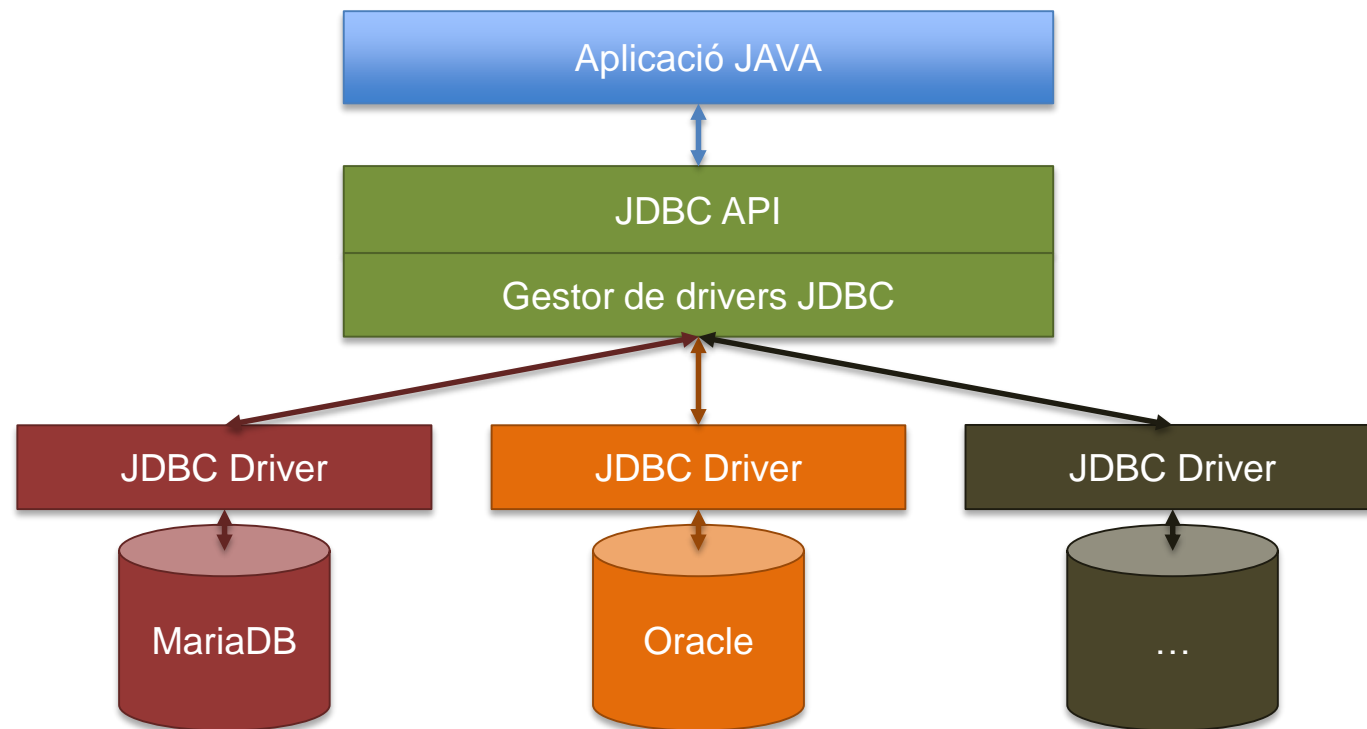 Aplicació JAVA
JDBC API
Gestor de drivers JDBC
JDBC Driver
JDBC Driver
JDBC Driver
MariaDB
Oracle
…